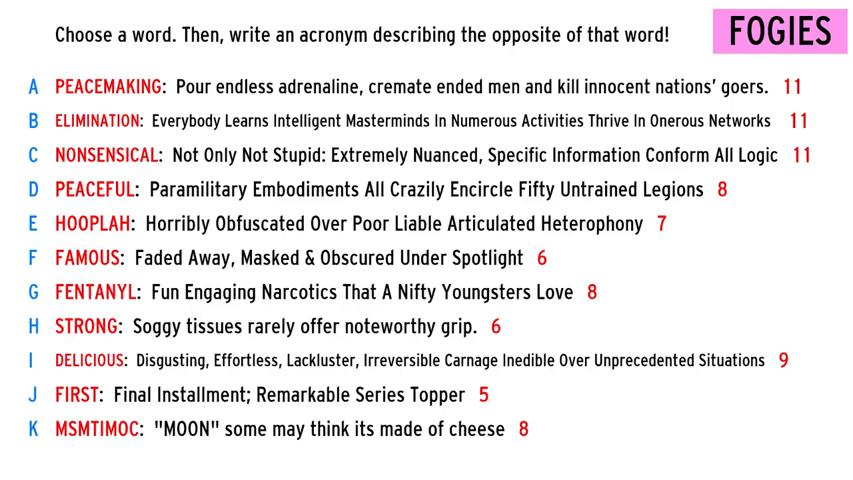 Choose a word. Then, write an acronym describing the opposite of that word!
FOGIES
A PEACEMAKING: Pour endless adrenaline, cremate ended men and kill innocent nations' goers. 11
B ELIMINATION: Everybody Learns Intelligent Masterminds In Numerous Activities Thrive In Onerous Networks 11
C NONSENSICAL: Not Only Not Stupid: Extremely Nuanced, Specific Information Conform All Logic 11
D PEACEFUL: Paramilitary Embodiments All Crazily Encircle Fifty Untrained Legions 8
E HOOPLAH: Horribly Obfuscated Over Poor Liable Articulated Heterophony 7
F FAMOUS: Faded Away, Masked & Obscured Under Spotlight 6
G FENTANYL: Fun Engaging Narcotics That A Nifty Youngsters Love 8
H STRONG: Soggy tissues rarely offer noteworthy grip. 6
I DELICIOUS: Disgusting, Effortless, Lackluster, Irreversible Carnage Inedible Over Unprecedented Situations 9
J FIRST: Final Installment; Remarkable Series Topper 5
K MSMTIMOC: "MOON" some may think its made of cheese 8